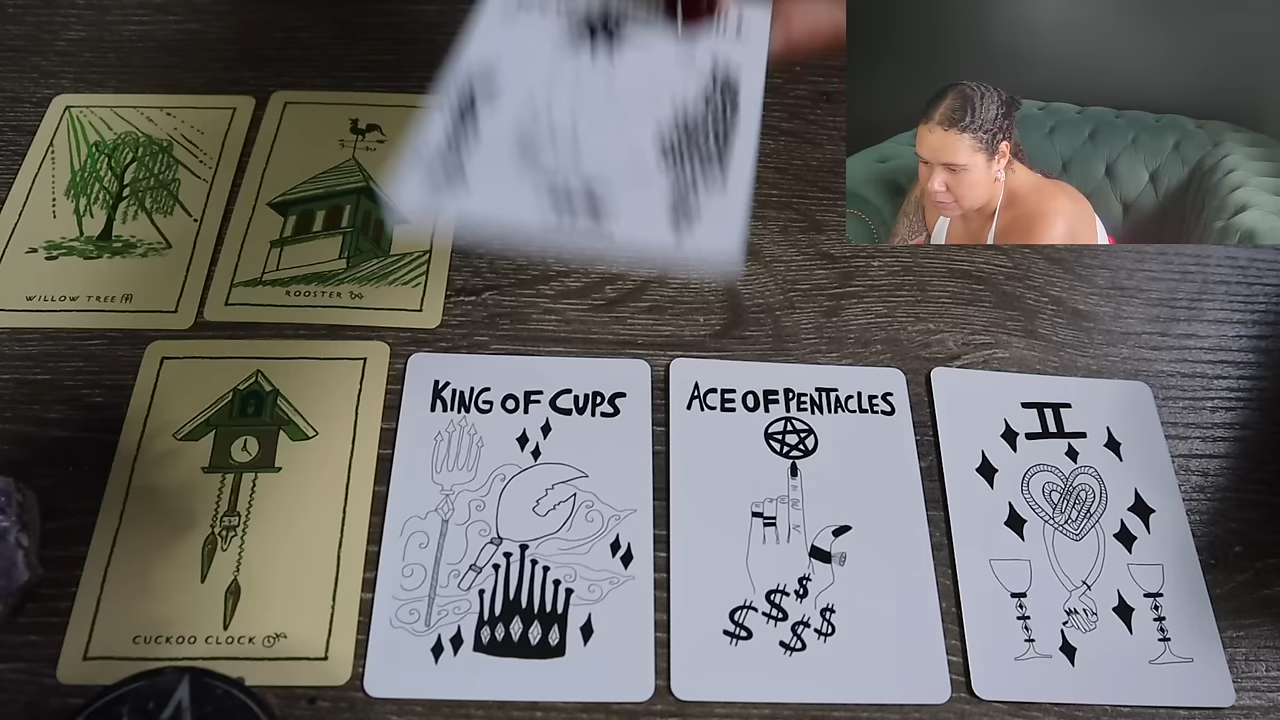 WILLOW TREE
ROOSTER
CUCKOO CLOCK
KING OF CUPS
ACE OF PENTACLES
$ $ $ $ $
II